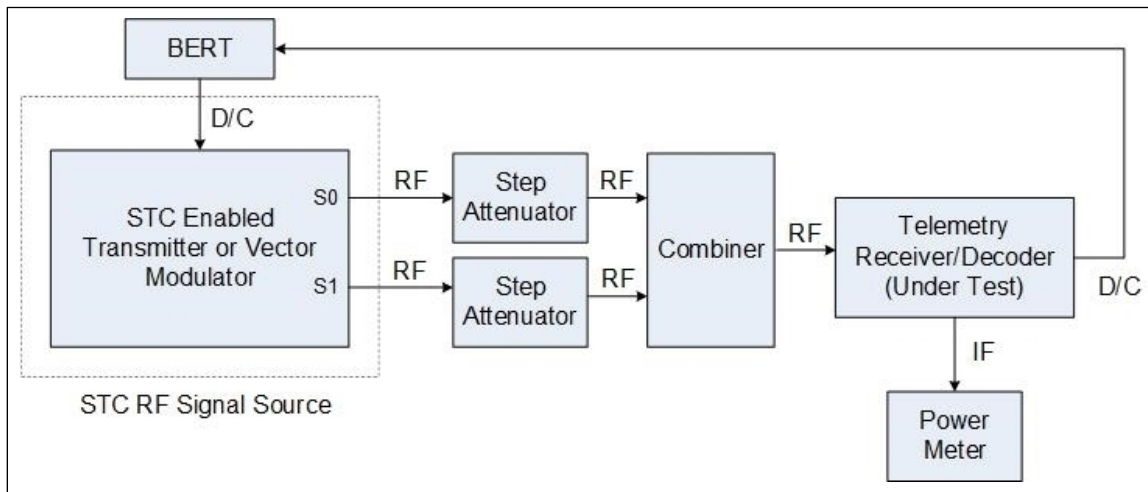 BERT
D/C
STC Enabled
Transmitter or Vector
Modulator
S0
S1
RF
RF
Step
Attenuator
Step
Attenuator
RF
RF
Combiner
RF
Telemetry
Receiver/Decoder
(Under Test)
D/C
IF
Power
Meter
STC RF Signal Source